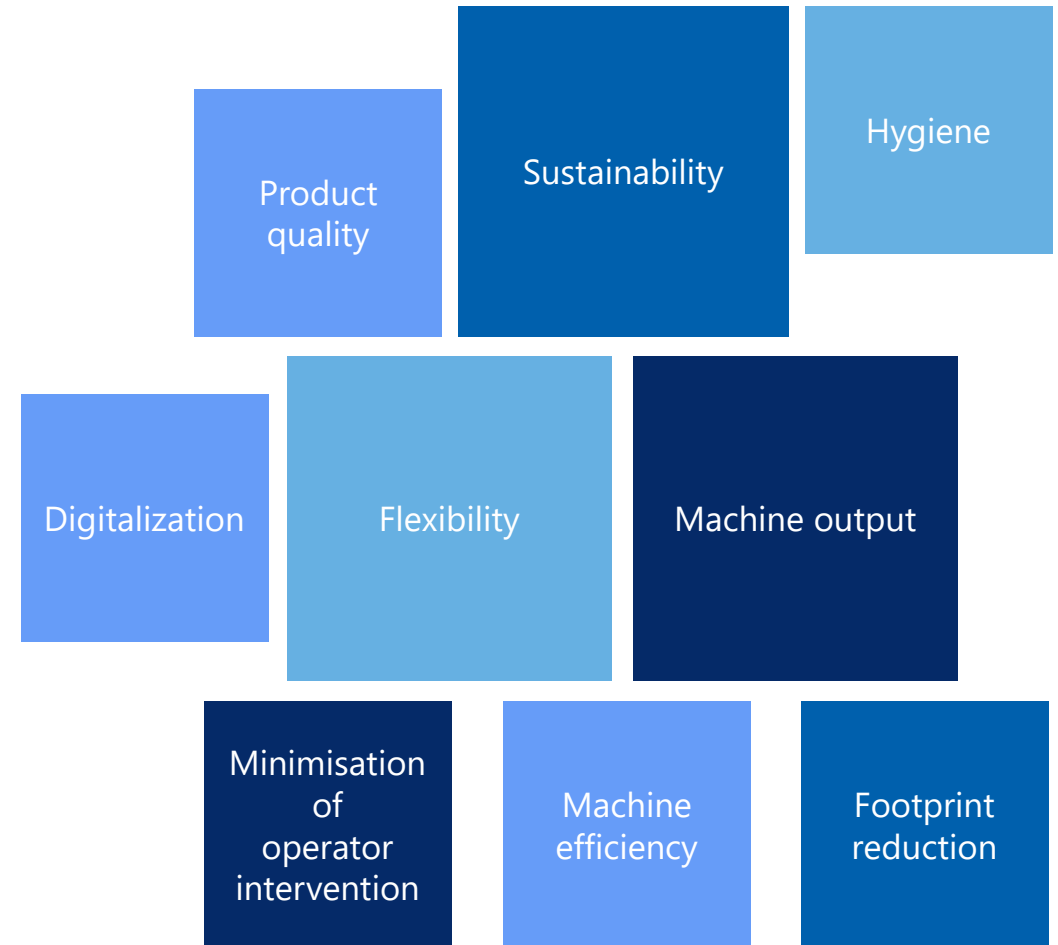 Product
quality
Sustainability
Hygiene
Digitalization
Flexibility
Machine output
Minimisation
of
operator
intervention
Machine
efficiency
Footprint
reduction